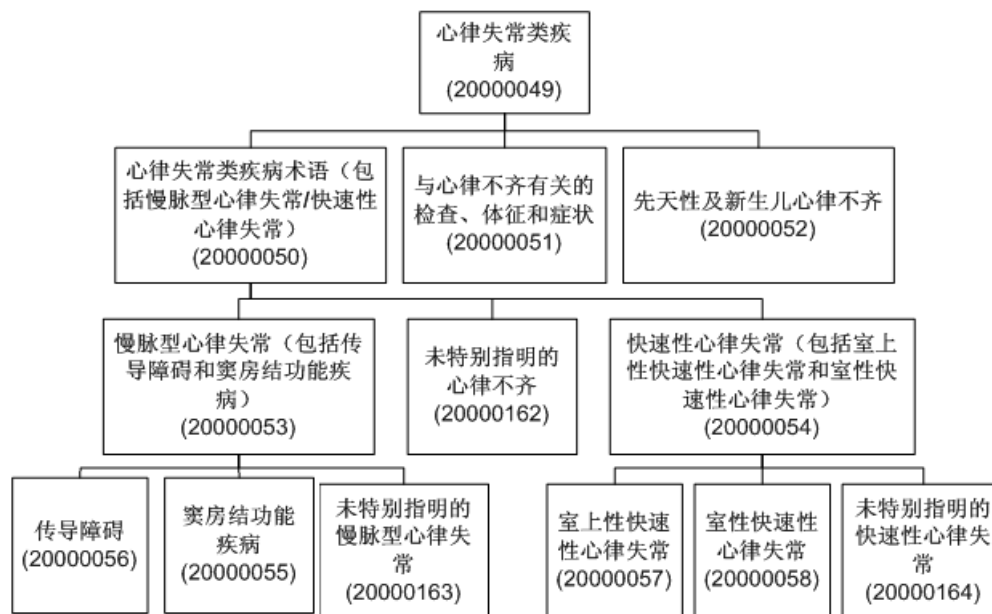 心律失常类疾
病
(20000049)
心律失常类疾病术语（包
括慢脉型心律失常/快速性
心律失常）
(20000050)
与心律不齐有关的
检查、体征和症状
(20000051)
先天性及新生儿心律不齐
(20000052)
慢脉型心律失常（包括传
导障碍和窦房结功能疾
病）
(20000053)
未特别指明的
心律不齐
(20000162)
快速性心律失常（包括室上
性快速性心律失常和室性快
速性心律失常）
(20000054)
传导障碍
(20000056)
窦房结功能
疾病
(20000055)
未特别指明的
慢脉型心律失
常
(20000163)
室上性快速
性心律失常
(20000057)
室性快速性
心律失常
(20000058)
未特别指明的
快速性心律失
常
(20000164)